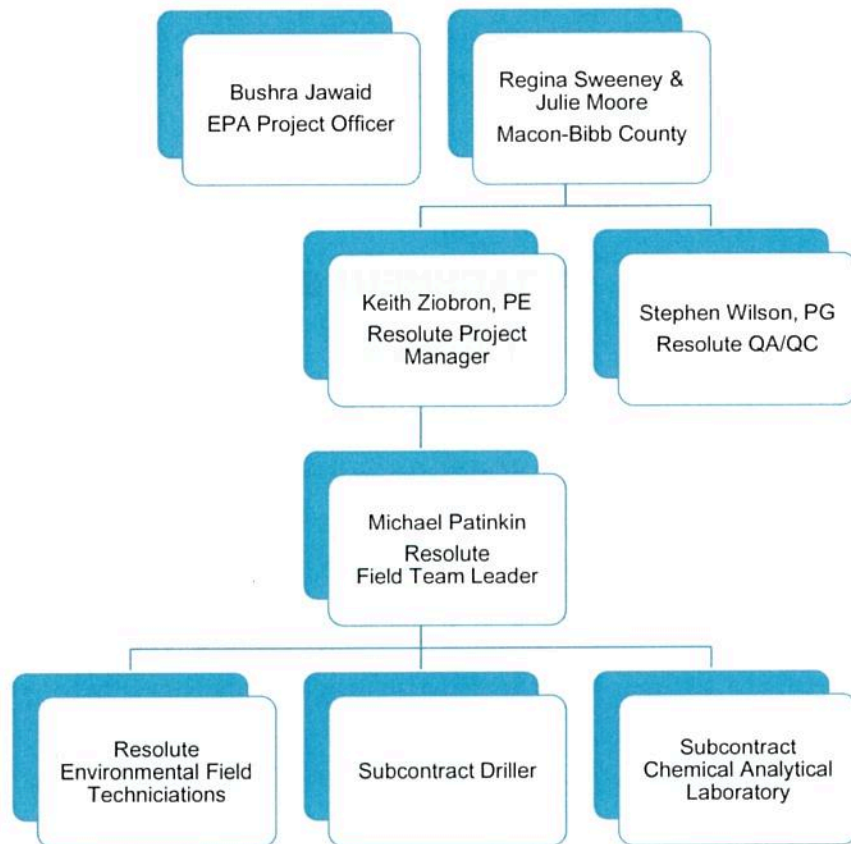 Bushra Jawaid
EPA Project Officer
Regina Sweeney &
Julie Moore
Macon-Bibb County
Keith Ziobron, PE
Resolute Project
Manager
Stephen Wilson, PG
Resolute QA/QC
Michael Patinkin
Resolute
Field Team Leader
Resolute
Environmental Field
Techniciations
Subcontract Driller
Subcontract
Chemical Analytical
Laboratory